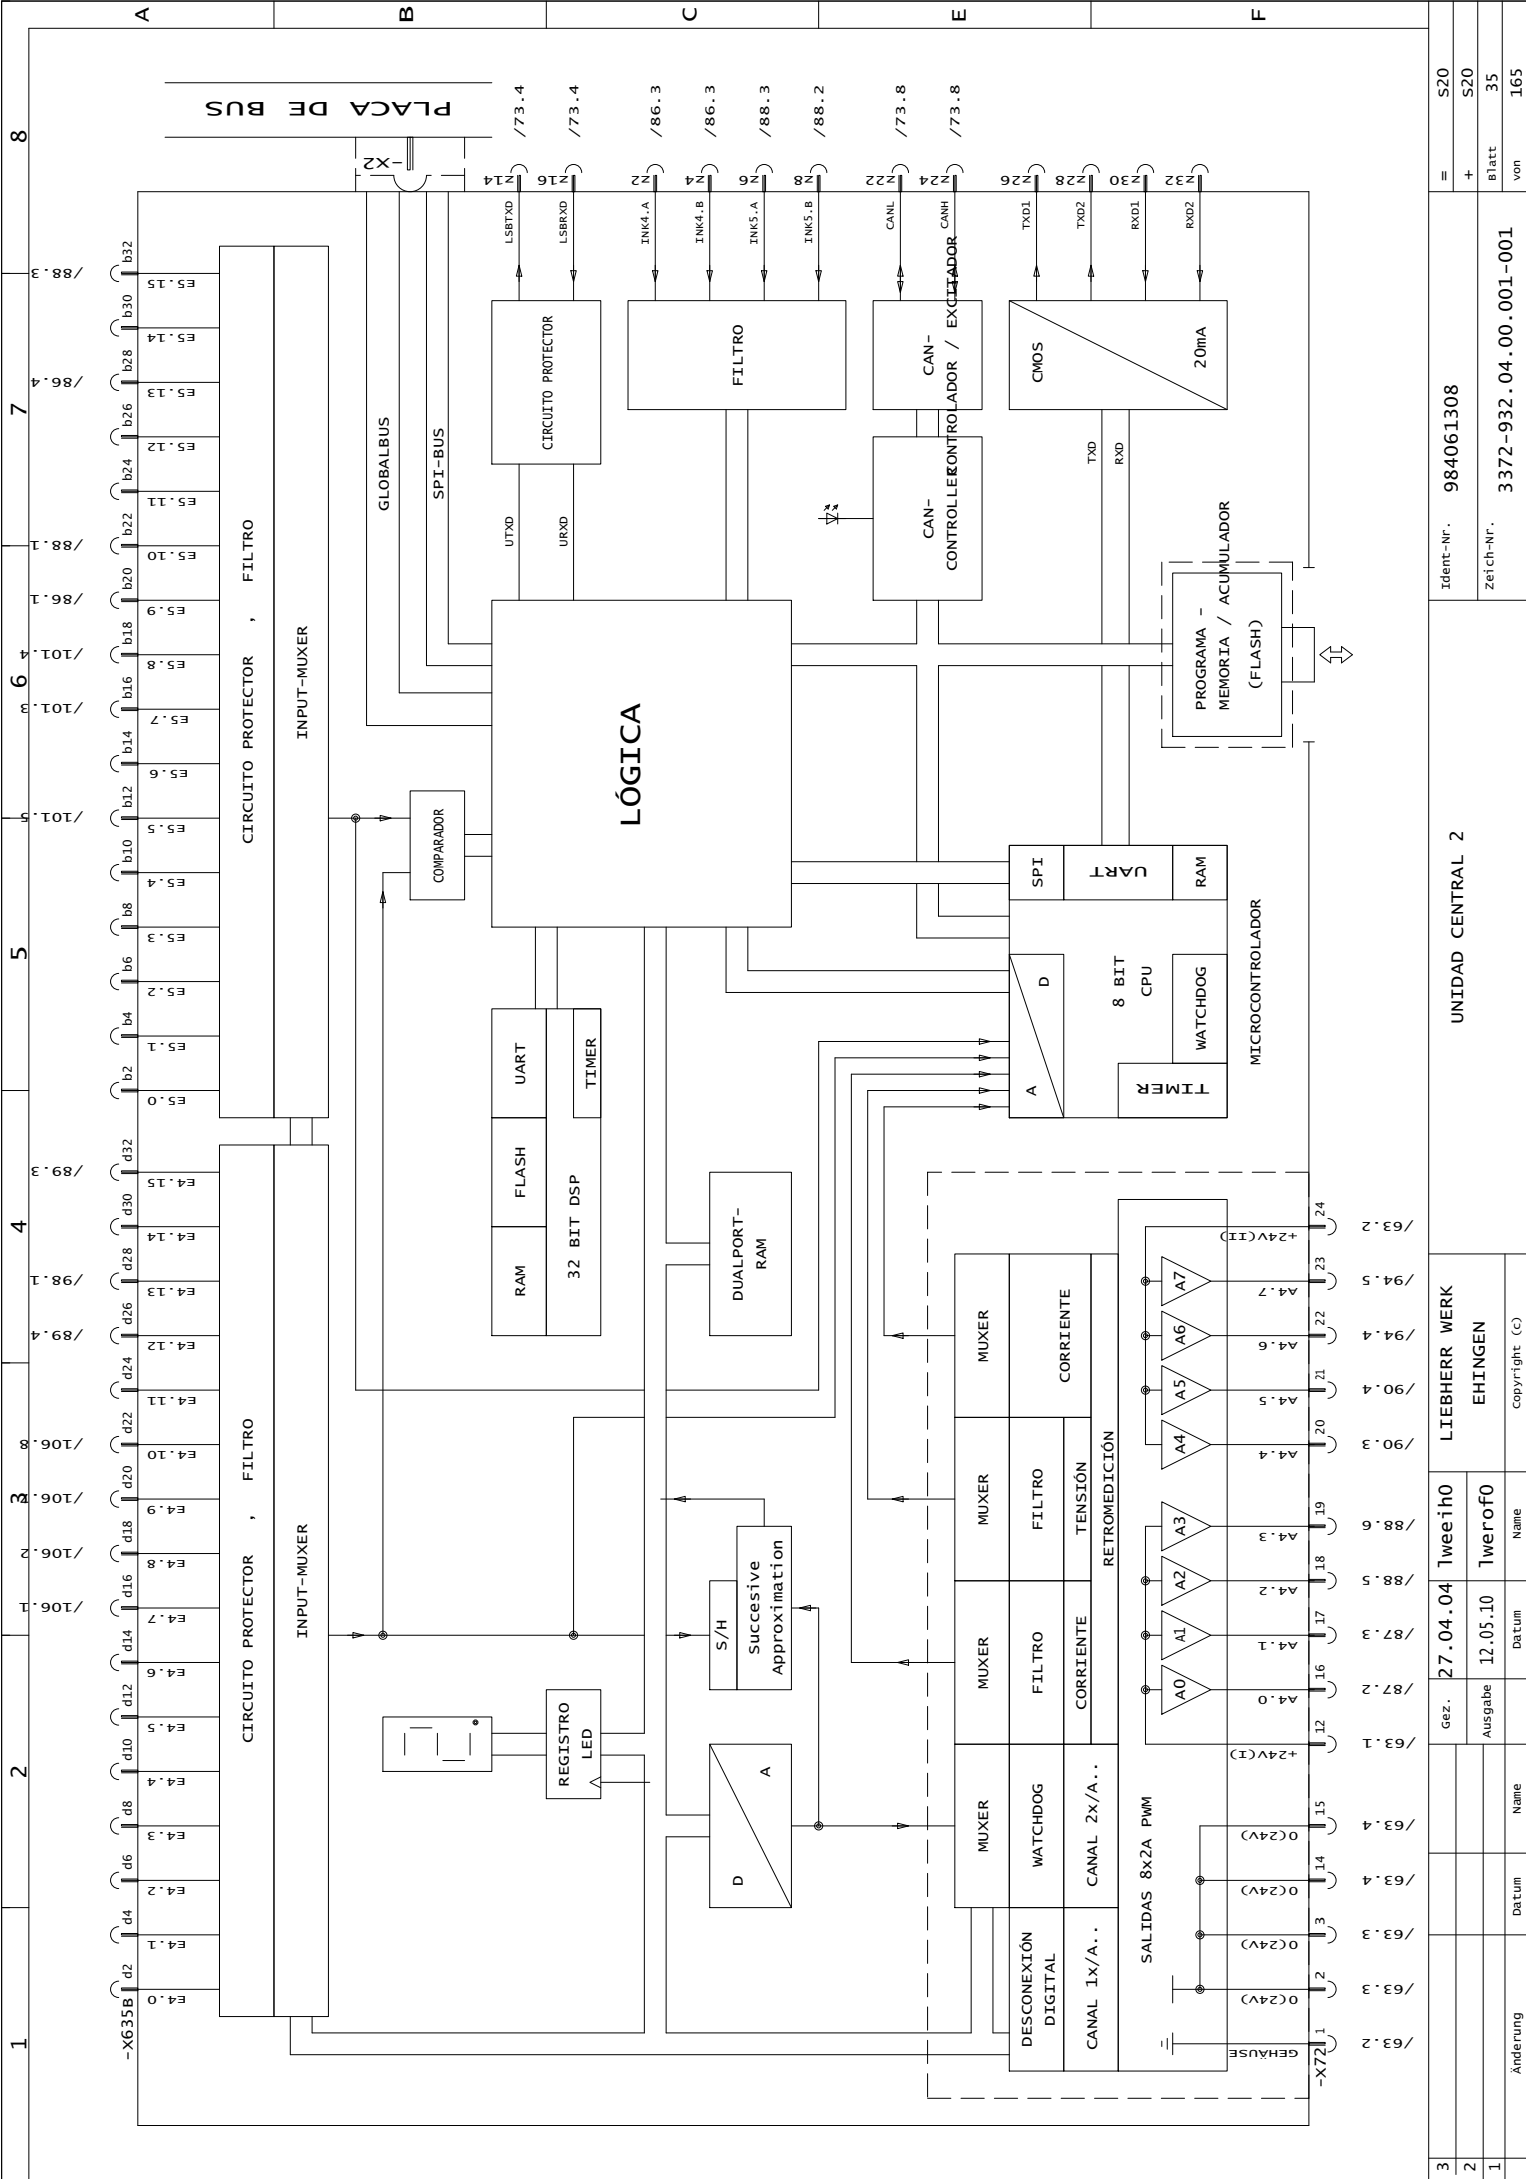 1 2 3 4 5 6 7 8
A
B
C
E
F
/106.1 /106.2 /106.7 /106.8 /89.4 /98.1 /89.3 /101.5 /101.3 /101.4 /86.1 /88.1 /86.4 /88.3
-X635B d2 d4 d6 d8 d10 d12 d14 d16 d18 d20 d22 d24 d26 d28 d30 d32 b2 b4 b6 b8 b10 b12 b14 b16 b18 b20 b22 b24 b26 b28 b30 b32
E4.0 E4.1 E4.2 E4.3 E4.4 E4.5 E4.6 E4.7 E4.8 E4.9 E4.10 E4.11 E4.12 E4.13 E4.14 E4.15 E5.0 E5.1 E5.2 E5.3 E5.4 E5.5 E5.6 E5.7 E5.8 E5.9 E5.10 E5.11 E5.12 E5.13 E5.14 E5.15
CIRCUITO PROTECTOR , FILTRO
INPUT-MUXER
CIRCUITO PROTECTOR , FILTRO
INPUT-MUXER
PLACA DE BUS
-X2
GLOBALBUS
SPI-BUS
COMPARADOR
REGISTRO
LED
RAM FLASH UART
32 BIT DSP
TIMER
LÓGICA
UTXD
URXD
CIRCUITO PROTECTOR
LSBTXD z14 /73.4
LSBRXD z16 /73.4
FILTRO
INK4.A z2 /86.3
INK4.B z4 /86.3
INK5.A z6 /88.3
INK5.B z8 /88.2
S/H
Succesive
Approximation
DUALPORT-
RAM
D A
CAN-
CONTROLLER
CAN-
CONTROLADOR / EXCITADOR
CANL z22 /73.8
CANH z24 /73.8
CMOS
20mA
TXD1 z26
TXD2 z28
RXD1 z30
RXD2 z32
TXD
RXD
MUXER MUXER MUXER MUXER
DESCONEXIÓN
DIGITAL
WATCHDOG FILTRO FILTRO CORRIENTE
CANAL 1x/A.. CANAL 2x/A.. CORRIENTE TENSIÓN
RETROMEDICIÓN
SALIDAS 8x2A PWM
A0 A1 A2 A3 A4 A5 A6 A7
A D
SPI
UART
RAM
8 BIT
CPU
WATCHDOG
TIMER
MICROCONTROLADOR
PROGRAMA -
MEMORIA / ACUMULADOR
(FLASH)
GEHÄUSE 0(24V) 0(24V) 0(24V) 0(24V) +24V(I) A4.0 A4.1 A4.2 A4.3 A4.4 A4.5 A4.6 A4.7 +24V(II)
-X72 1 2 3 14 15 12 16 17 18 19 20 21 22 23 24
/63.2 /63.3 /63.3 /63.4 /63.4 /63.1 /87.2 /87.3 /88.5 /88.6 /90.3 /90.4 /94.4 /94.5 /63.2
3
2
1
Änderung Datum Name
Gez. 27.04.04 lweeih0
Ausgabe 12.05.10 lwerof0
Datum Name
LIEBHERR WERK
EHINGEN
Copyright (c)
UNIDAD CENTRAL 2
Ident-Nr. 984061308
Zeich-Nr.
3372-932.04.00.001-001
= S20
+ S20
Blatt 35
von 165